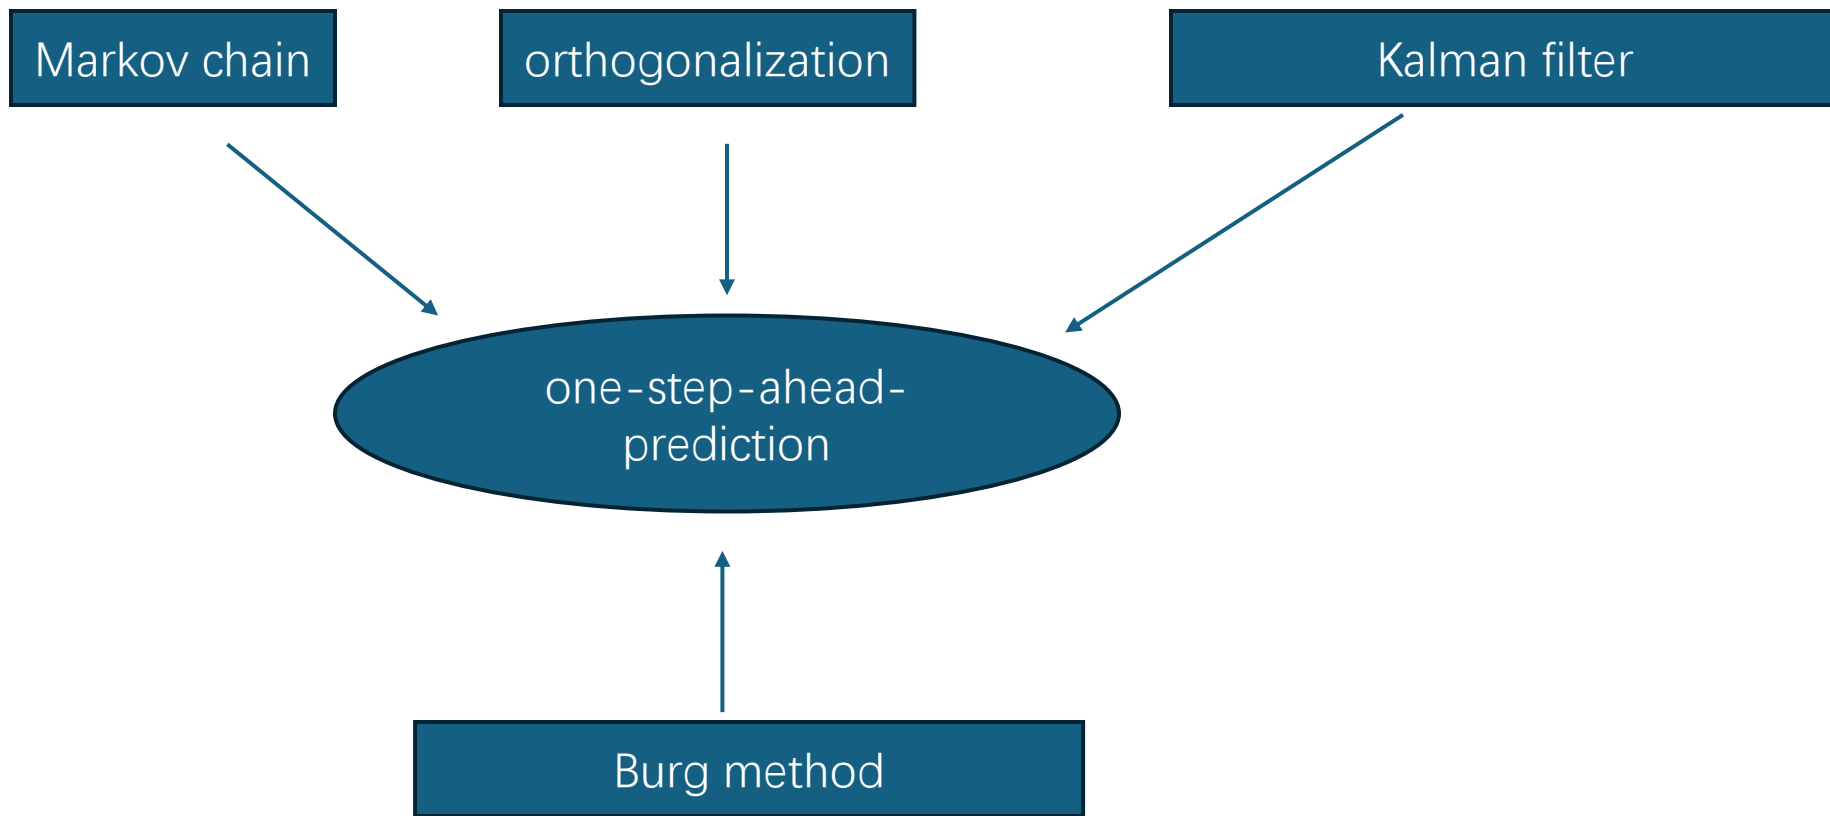 Markov chain
orthogonalization
Kalman filter
one-step-ahead-
prediction
Burg method